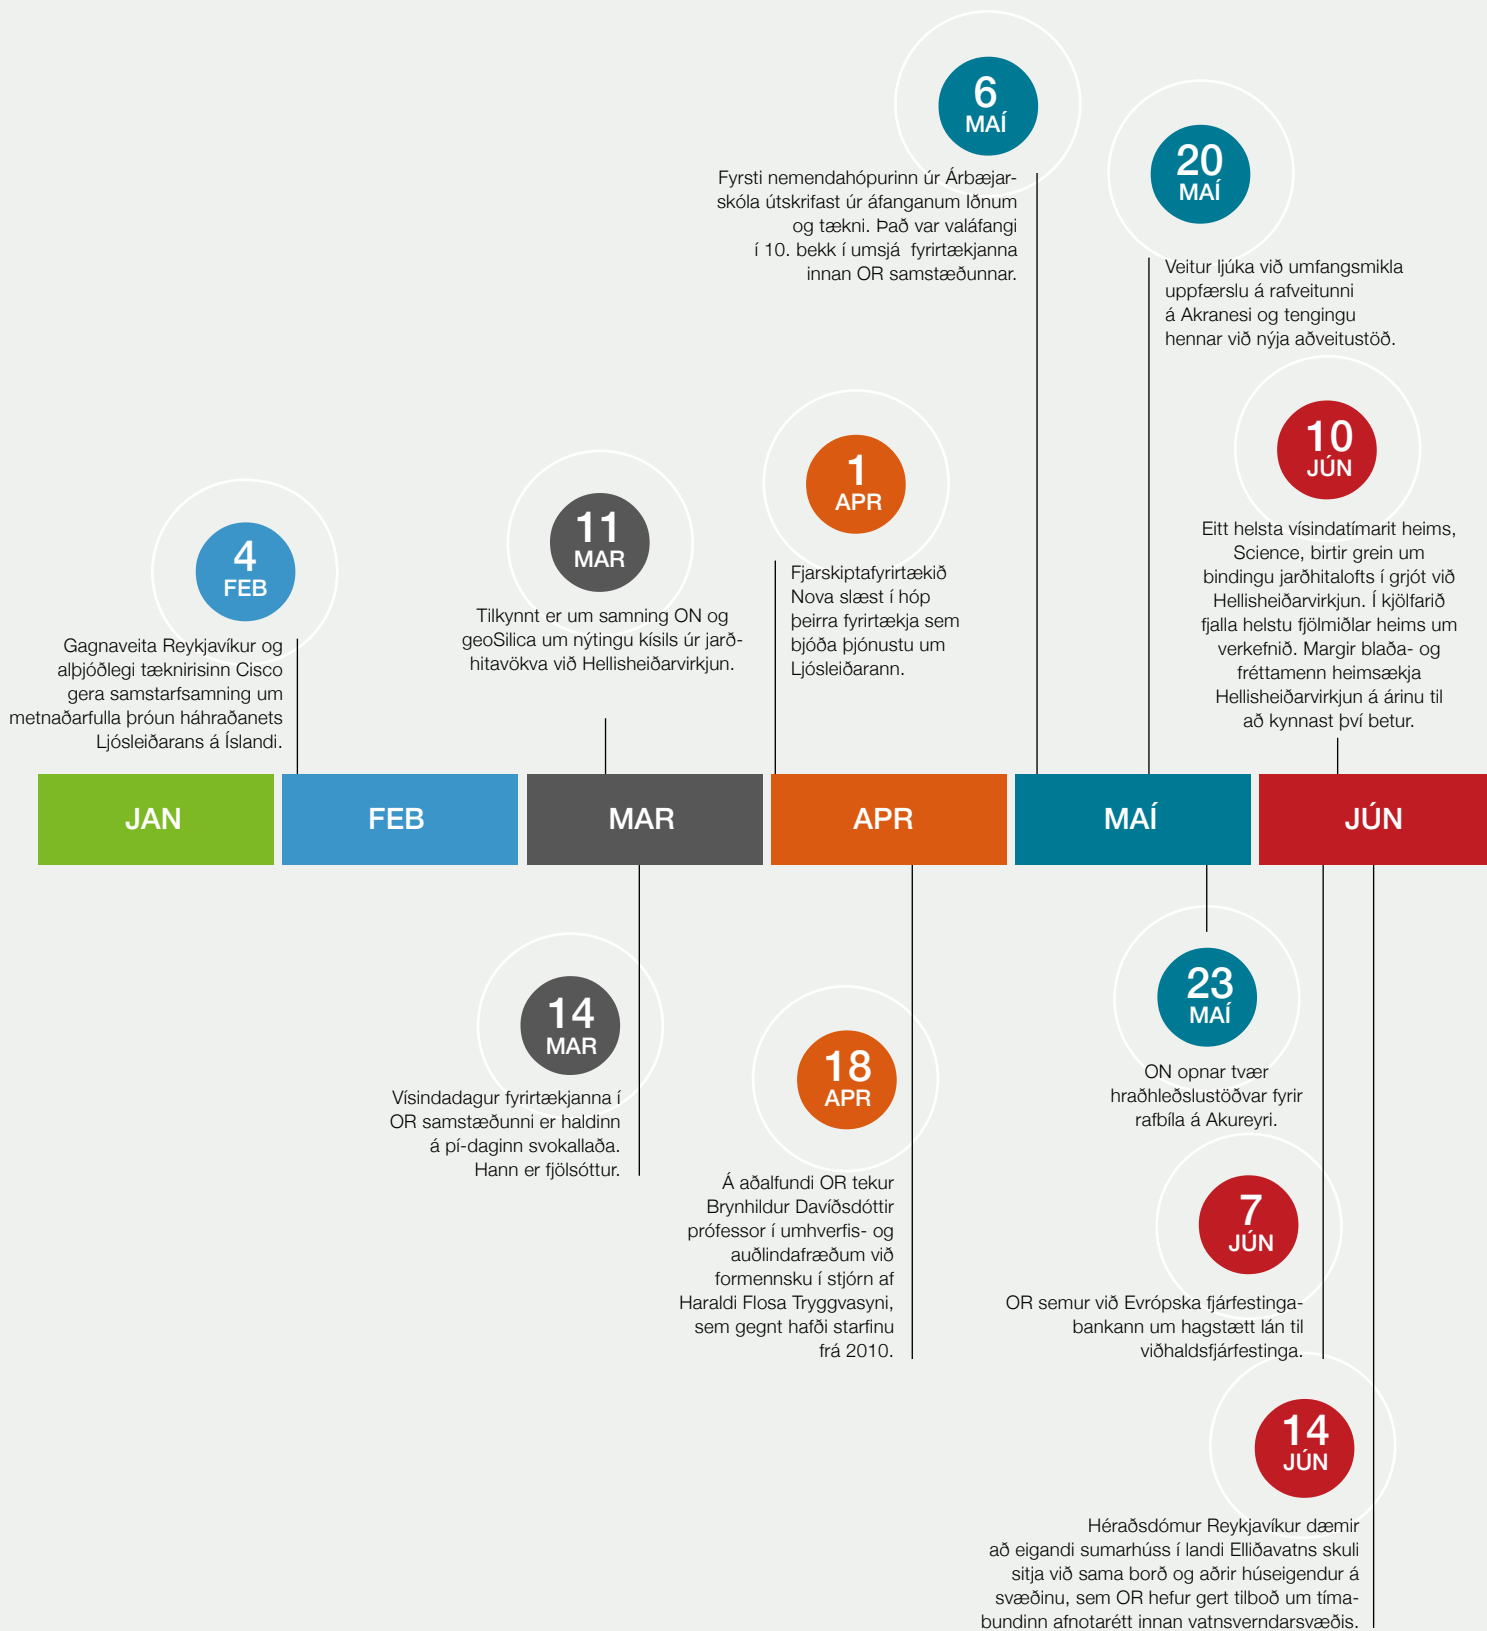 6
MAÍ
Fyrsti nemendahópurinn úr Árbæjar-
skóla útskrifast úr áfanganum Iðnum
og tækni. Það var valáfangi
í 10. bekk í umsjá fyrirtækjanna
innan OR samstæðunnar.
20
MAÍ
Veitur ljúka við umfangsmikla
uppfærslu á rafveitunni
á Akranesi og tengingu
hennar við nýja aðveitustöð.
4
FEB
Gagnaveita Reykjavíkur og
alþjóðlegi tæknirisinn Cisco
gera samstarfsamning um
metnaðarfulla þróun háhraðanets
Ljósleiðarans á Íslandi.
11
MAR
Tilkynnt er um samning ON og
geoSilica um nýtingu kísils úr jarð-
hitavökva við Hellisheiðarvirkjun.
1
APR
Fjarskiptafyrirtækið
Nova slæst í hóp
þeirra fyrirtækja sem
bjóða þjónustu um
Ljósleiðarann.
10
JÚN
Eitt helsta vísindatímarit heims,
Science, birtir grein um
bindingu jarðhitalofts í grjót við
Hellisheiðarvirkjun. Í kjölfarið
fjalla helstu fjölmiðlar heims um
verkefnið. Margir blaða- og
fréttamenn heimsækja
Hellisheiðarvirkjun á árinu til
að kynnast því betur.
JAN
FEB
MAR
APR
MAÍ
JÚN
14
MAR
Vísindadagur fyrirtækjanna í
OR samstæðunni er haldinn
á pí-daginn svokallaða.
Hann er fjölsóttur.
18
APR
Á aðalfundi OR tekur
Brynhildur Davíðsdóttir
prófessor í umhverfis- og
auðlindafræðum við
formennsku í stjórn af
Haraldi Flosa Tryggvasyni,
sem gegnt hafði starfinu
frá 2010.
23
MAÍ
ON opnar tvær
hraðhleðslustöðvar fyrir
rafbíla á Akureyri.
7
JÚN
OR semur við Evrópska fjárfestinga-
bankann um hagstætt lán til
viðhaldsfjárfestinga.
14
JÚN
Héraðsdómur Reykjavíkur dæmir
að eigandi sumarhúss í landi Elliðavatns skuli
sitja við sama borð og aðrir húseigendur á
svæðinu, sem OR hefur gert tilboð um tíma-
bundinn afnotarétt innan vatnsverndarsvæðis.